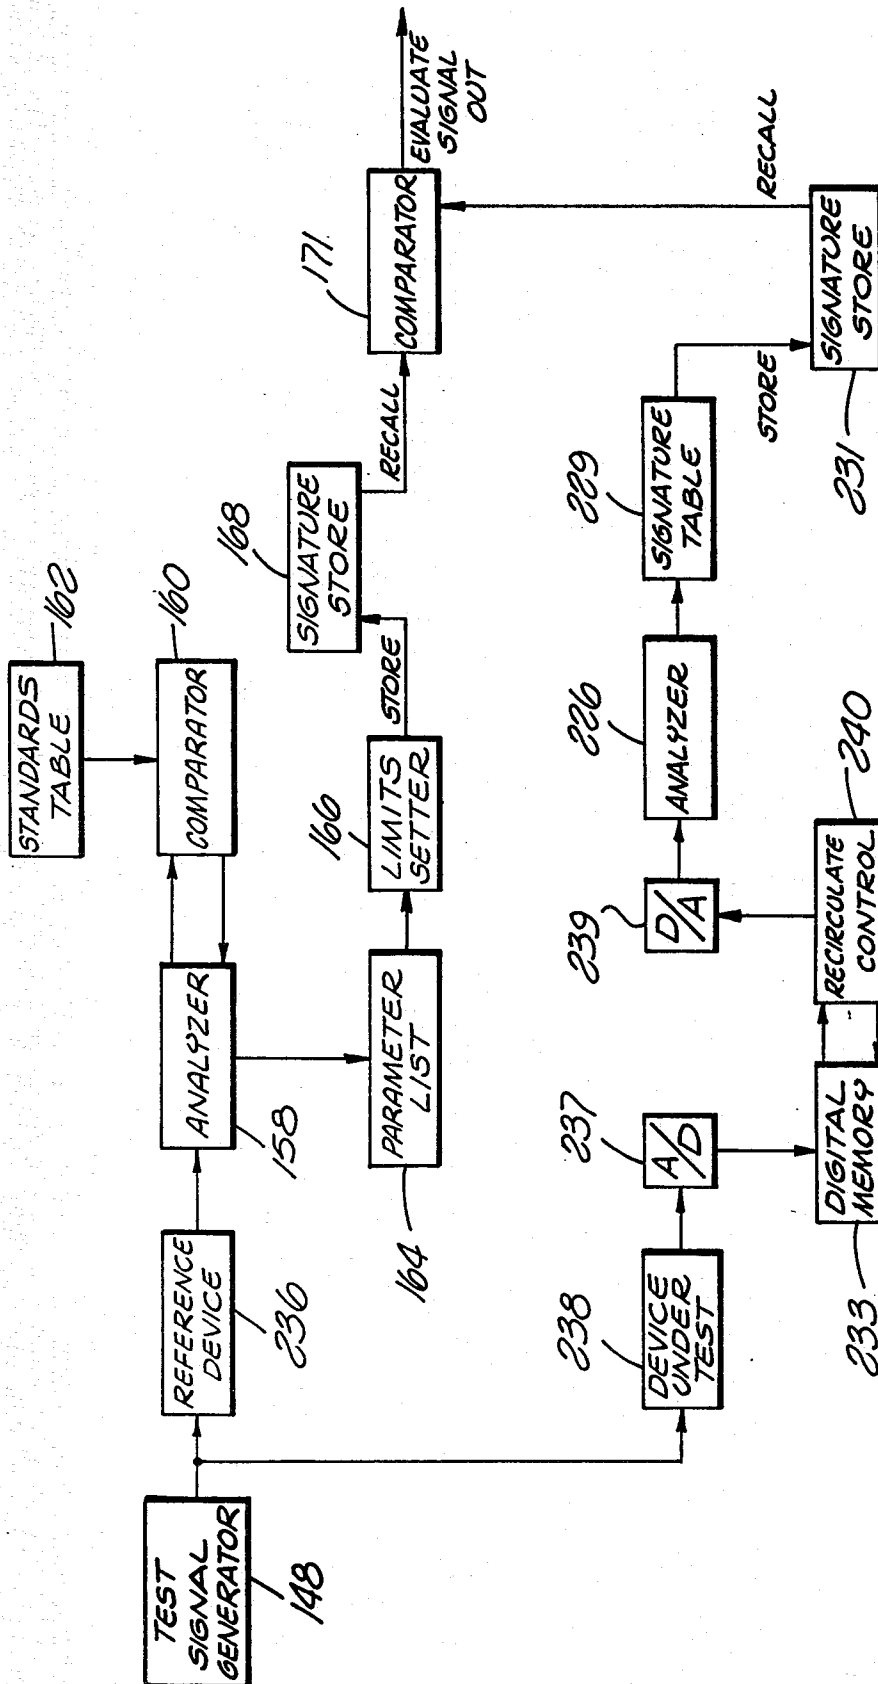 STANDARDS
TABLE
162
COMPARATOR
160
TEST
SIGNAL
GENERATOR
148
REFERENCE
DEVICE
236
ANALYZER
158
PARAMETER
LIST
164
LIMITS
SETTER
166
STORE
SIGNATURE
STORE
168
RECALL
COMPARATOR
171
EVALUATE
SIGNAL
OUT
DEVICE
UNDER
TEST
238
A/D
237
DIGITAL
MEMORY
233
RECIRCULATE
CONTROL
240
D/A
239
ANALYZER
226
SIGNATURE
TABLE
229
STORE
SIGNATURE
STORE
231
RECALL